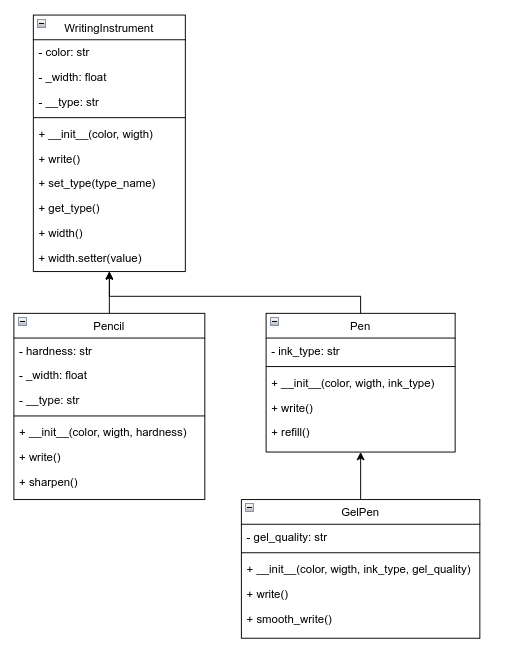 WritingInstrument
- color: str
- _width: float
- __type: str
+ __init__(color, wigth)
+ write()
+ set_type(type_name)
+ get_type()
+ width()
+ width.setter(value)
Pencil
- hardness: str
- _width: float
- __type: str
+ __init__(color, wigth, hardness)
+ write()
+ sharpen()
Pen
- ink_type: str
+ __init__(color, wigth, ink_type)
+ write()
+ refill()
GelPen
- gel_quality: str
+ __init__(color, wigth, ink_type, gel_quality)
+ write()
+ smooth_write()